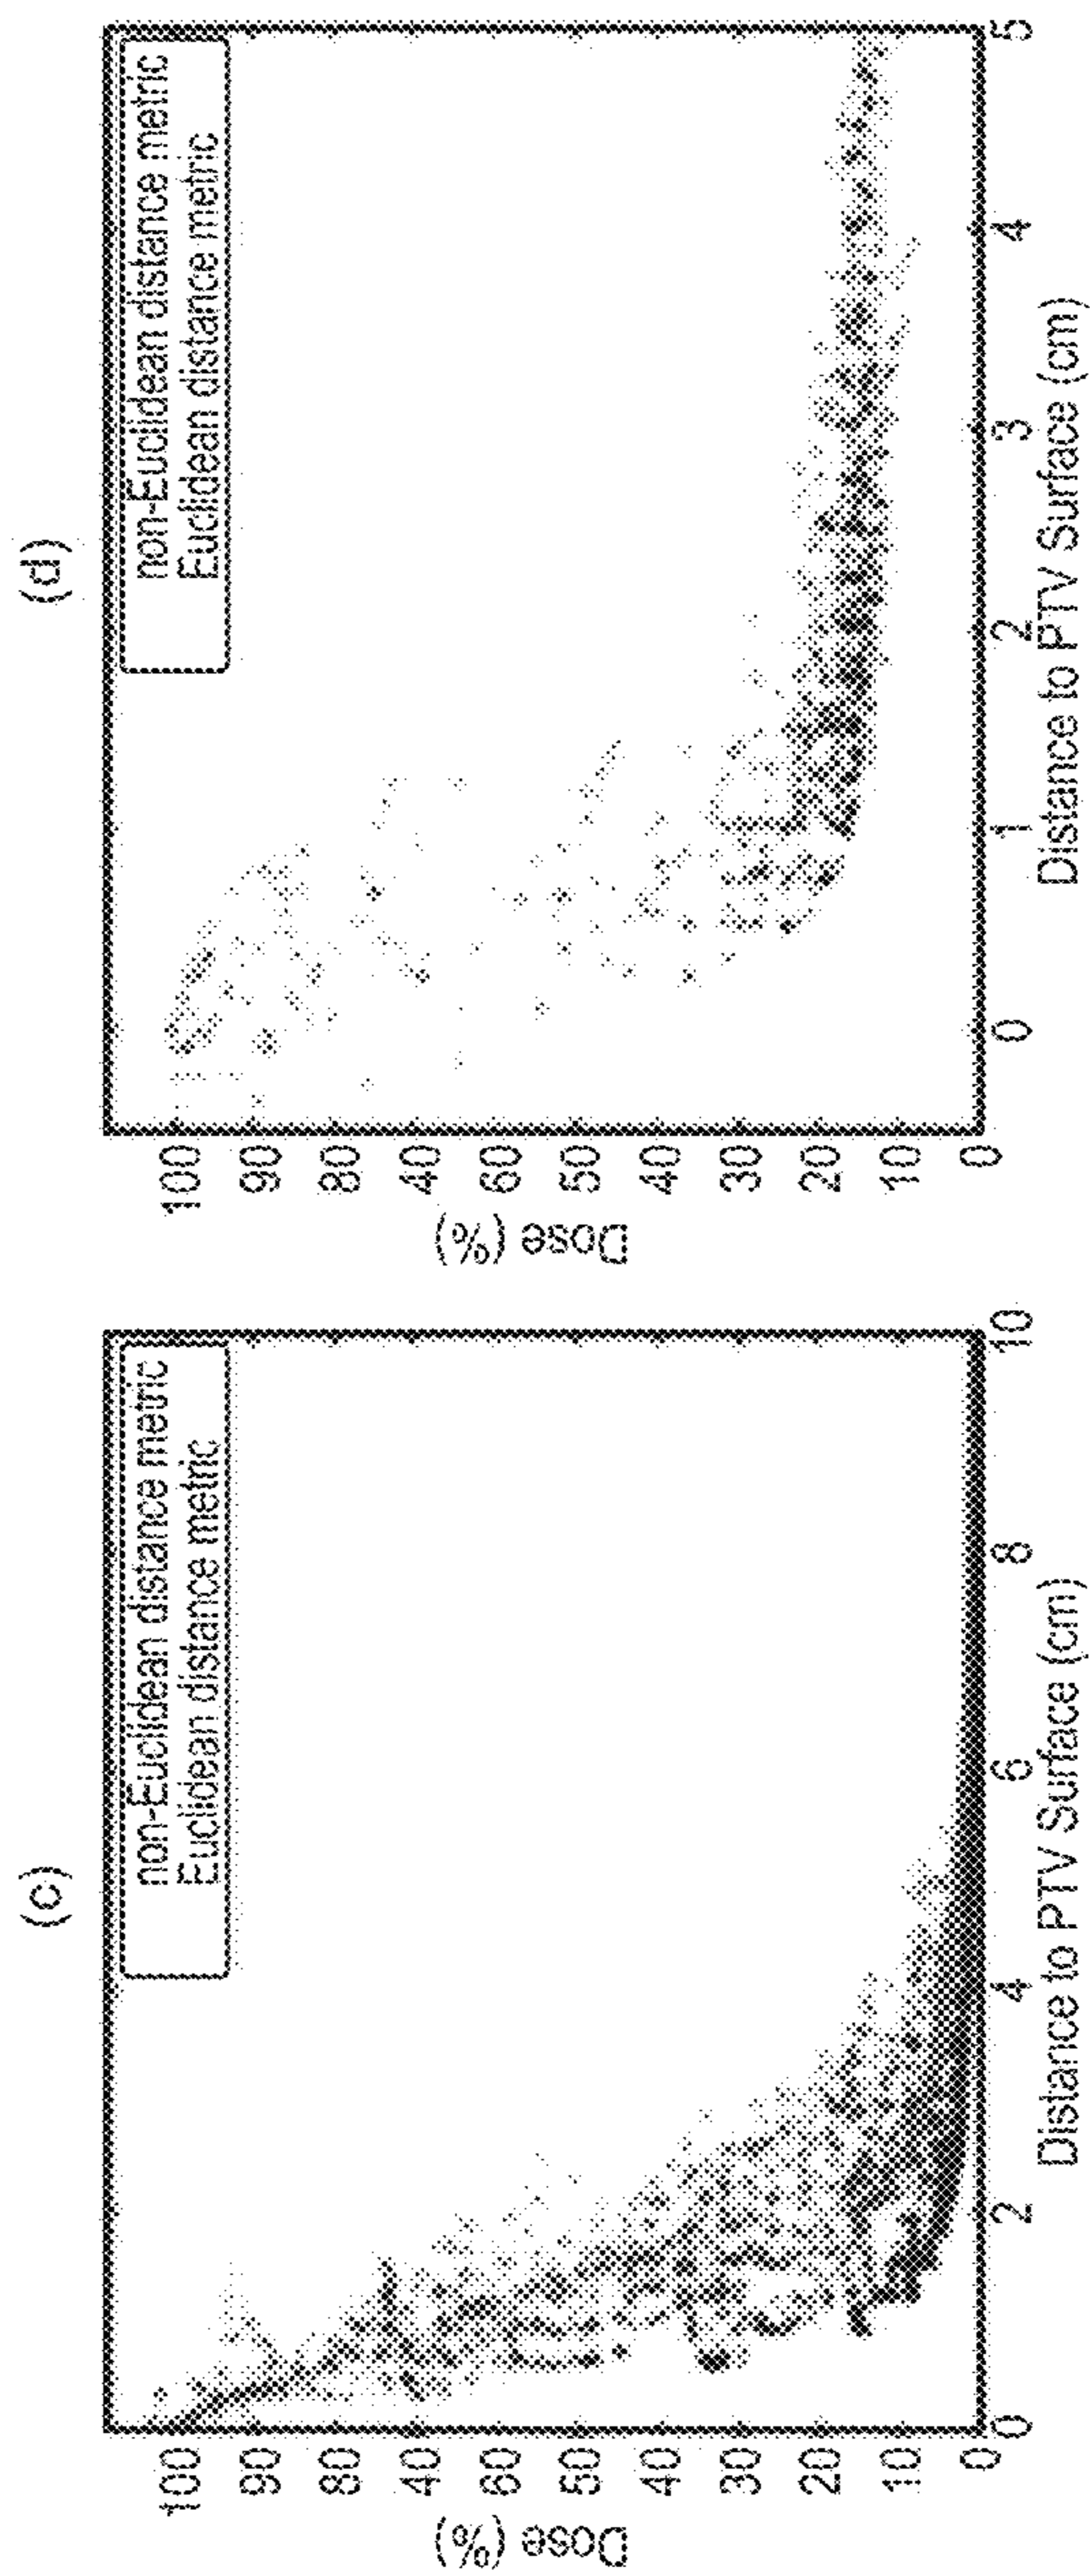 (c)
non-Euclidean distance metric
Euclidean distance metric
Dose (%)
100
90
80
40
60
50
40
30
20
10
0
0 2 4 6 8 10
Distance to PTV Surface (cm)
(d)
non-Euclidean distance metric
Euclidean distance metric
Dose (%)
100
90
80
40
60
50
40
30
20
10
0
0 1 2 3 4 5
Distance to PTV Surface (cm)